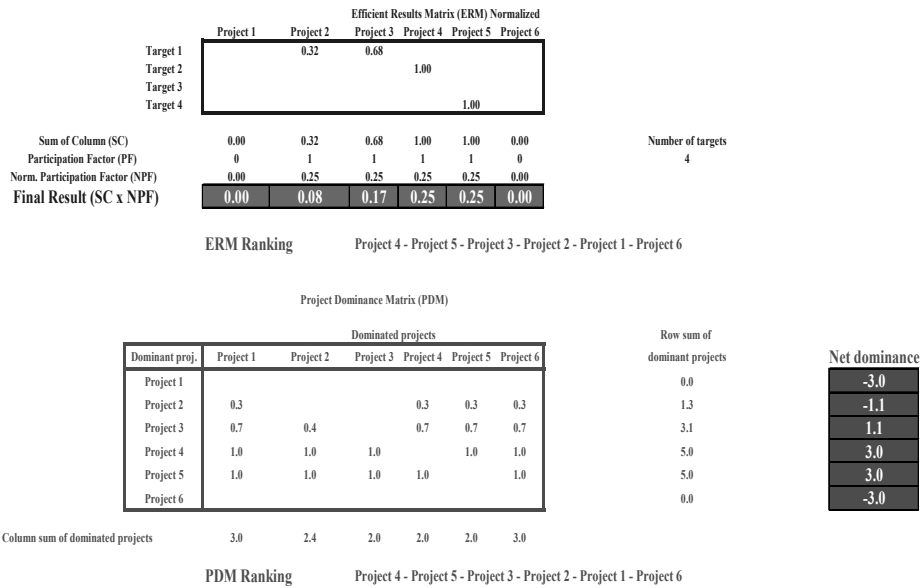 Efficient Results Matrix (ERM) Normalized
Project 1 Project 2 Project 3 Project 4 Project 5 Project 6
Target 1 0.32 0.68
Target 2 1.00
Target 3
Target 4 1.00
Sum of Column (SC) 0.00 0.32 0.68 1.00 1.00 0.00 Number of targets
Participation Factor (PF) 0 1 1 1 1 0 4
Norm. Participation Factor (NPF) 0.00 0.25 0.25 0.25 0.25 0.00
Final Result (SC x NPF) 0.00 0.08 0.17 0.25 0.25 0.00
ERM Ranking Project 4 - Project 5 - Project 3 - Project 2 - Project 1 - Project 6
Project Dominance Matrix (PDM)
Dominated projects Row sum of
Dominant proj. Project 1 Project 2 Project 3 Project 4 Project 5 Project 6 dominant projects Net dominance
Project 1 0.0 -3.0
Project 2 0.3 0.3 0.3 0.3 1.3 -1.1
Project 3 0.7 0.4 0.7 0.7 0.7 3.1 1.1
Project 4 1.0 1.0 1.0 1.0 1.0 5.0 3.0
Project 5 1.0 1.0 1.0 1.0 1.0 5.0 3.0
Project 6 0.0 -3.0
Column sum of dominated projects 3.0 2.4 2.0 2.0 2.0 3.0
PDM Ranking Project 4 - Project 5 - Project 3 - Project 2 - Project 1 - Project 6